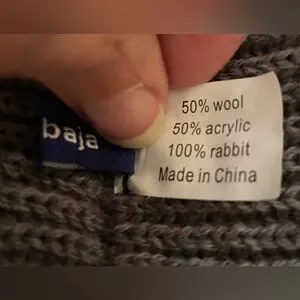 baja
50% wool
50% acrylic
100% rabbit
Made in China